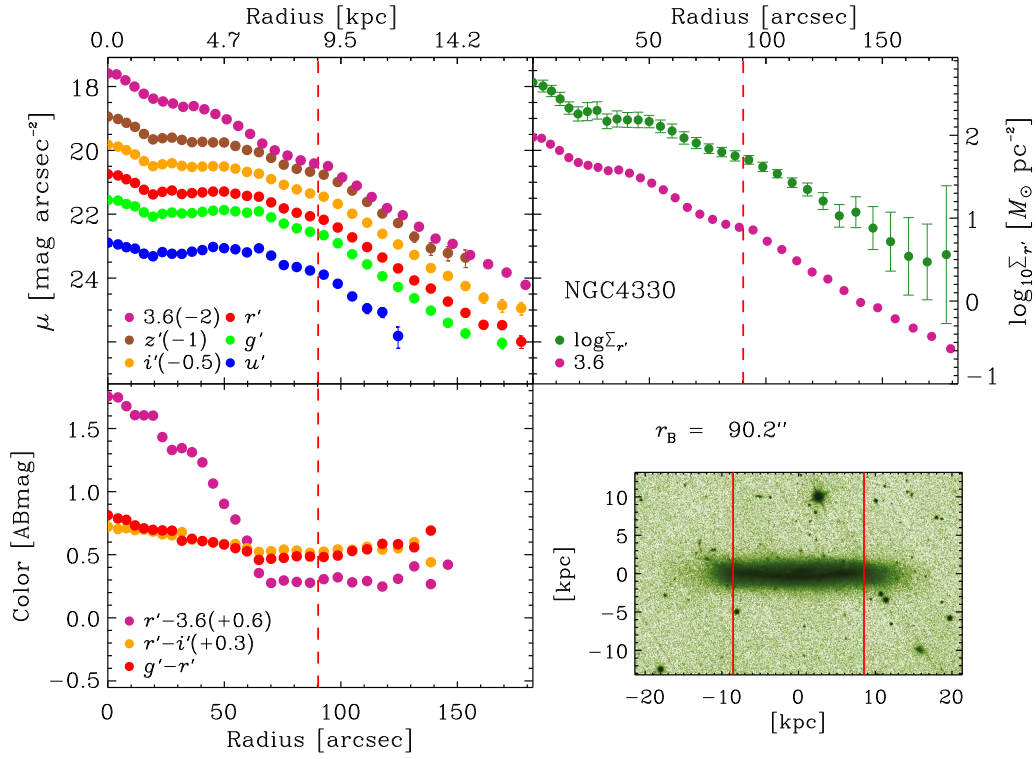 Radius [kpc]
0.0 4.7 9.5 14.2
Radius [arcsec]
50 100 150
μ [mag arcsec⁻²]
18
20
22
24
3.6(−2) r′
z′(−1) g′
i′(−0.5) u′
NGC4330
logΣr′
3.6
log₁₀Σr′ [M⊙ pc⁻²]
2
1
0
−1
Color [ABmag]
1.5
1.0
0.5
0.0
−0.5
r′−3.6(+0.6)
r′−i′(+0.3)
g′−r′
0 50 100 150
Radius [arcsec]
rB = 90.2″
[kpc]
10
5
0
−5
−10
−20 −10 0 10 20
[kpc]